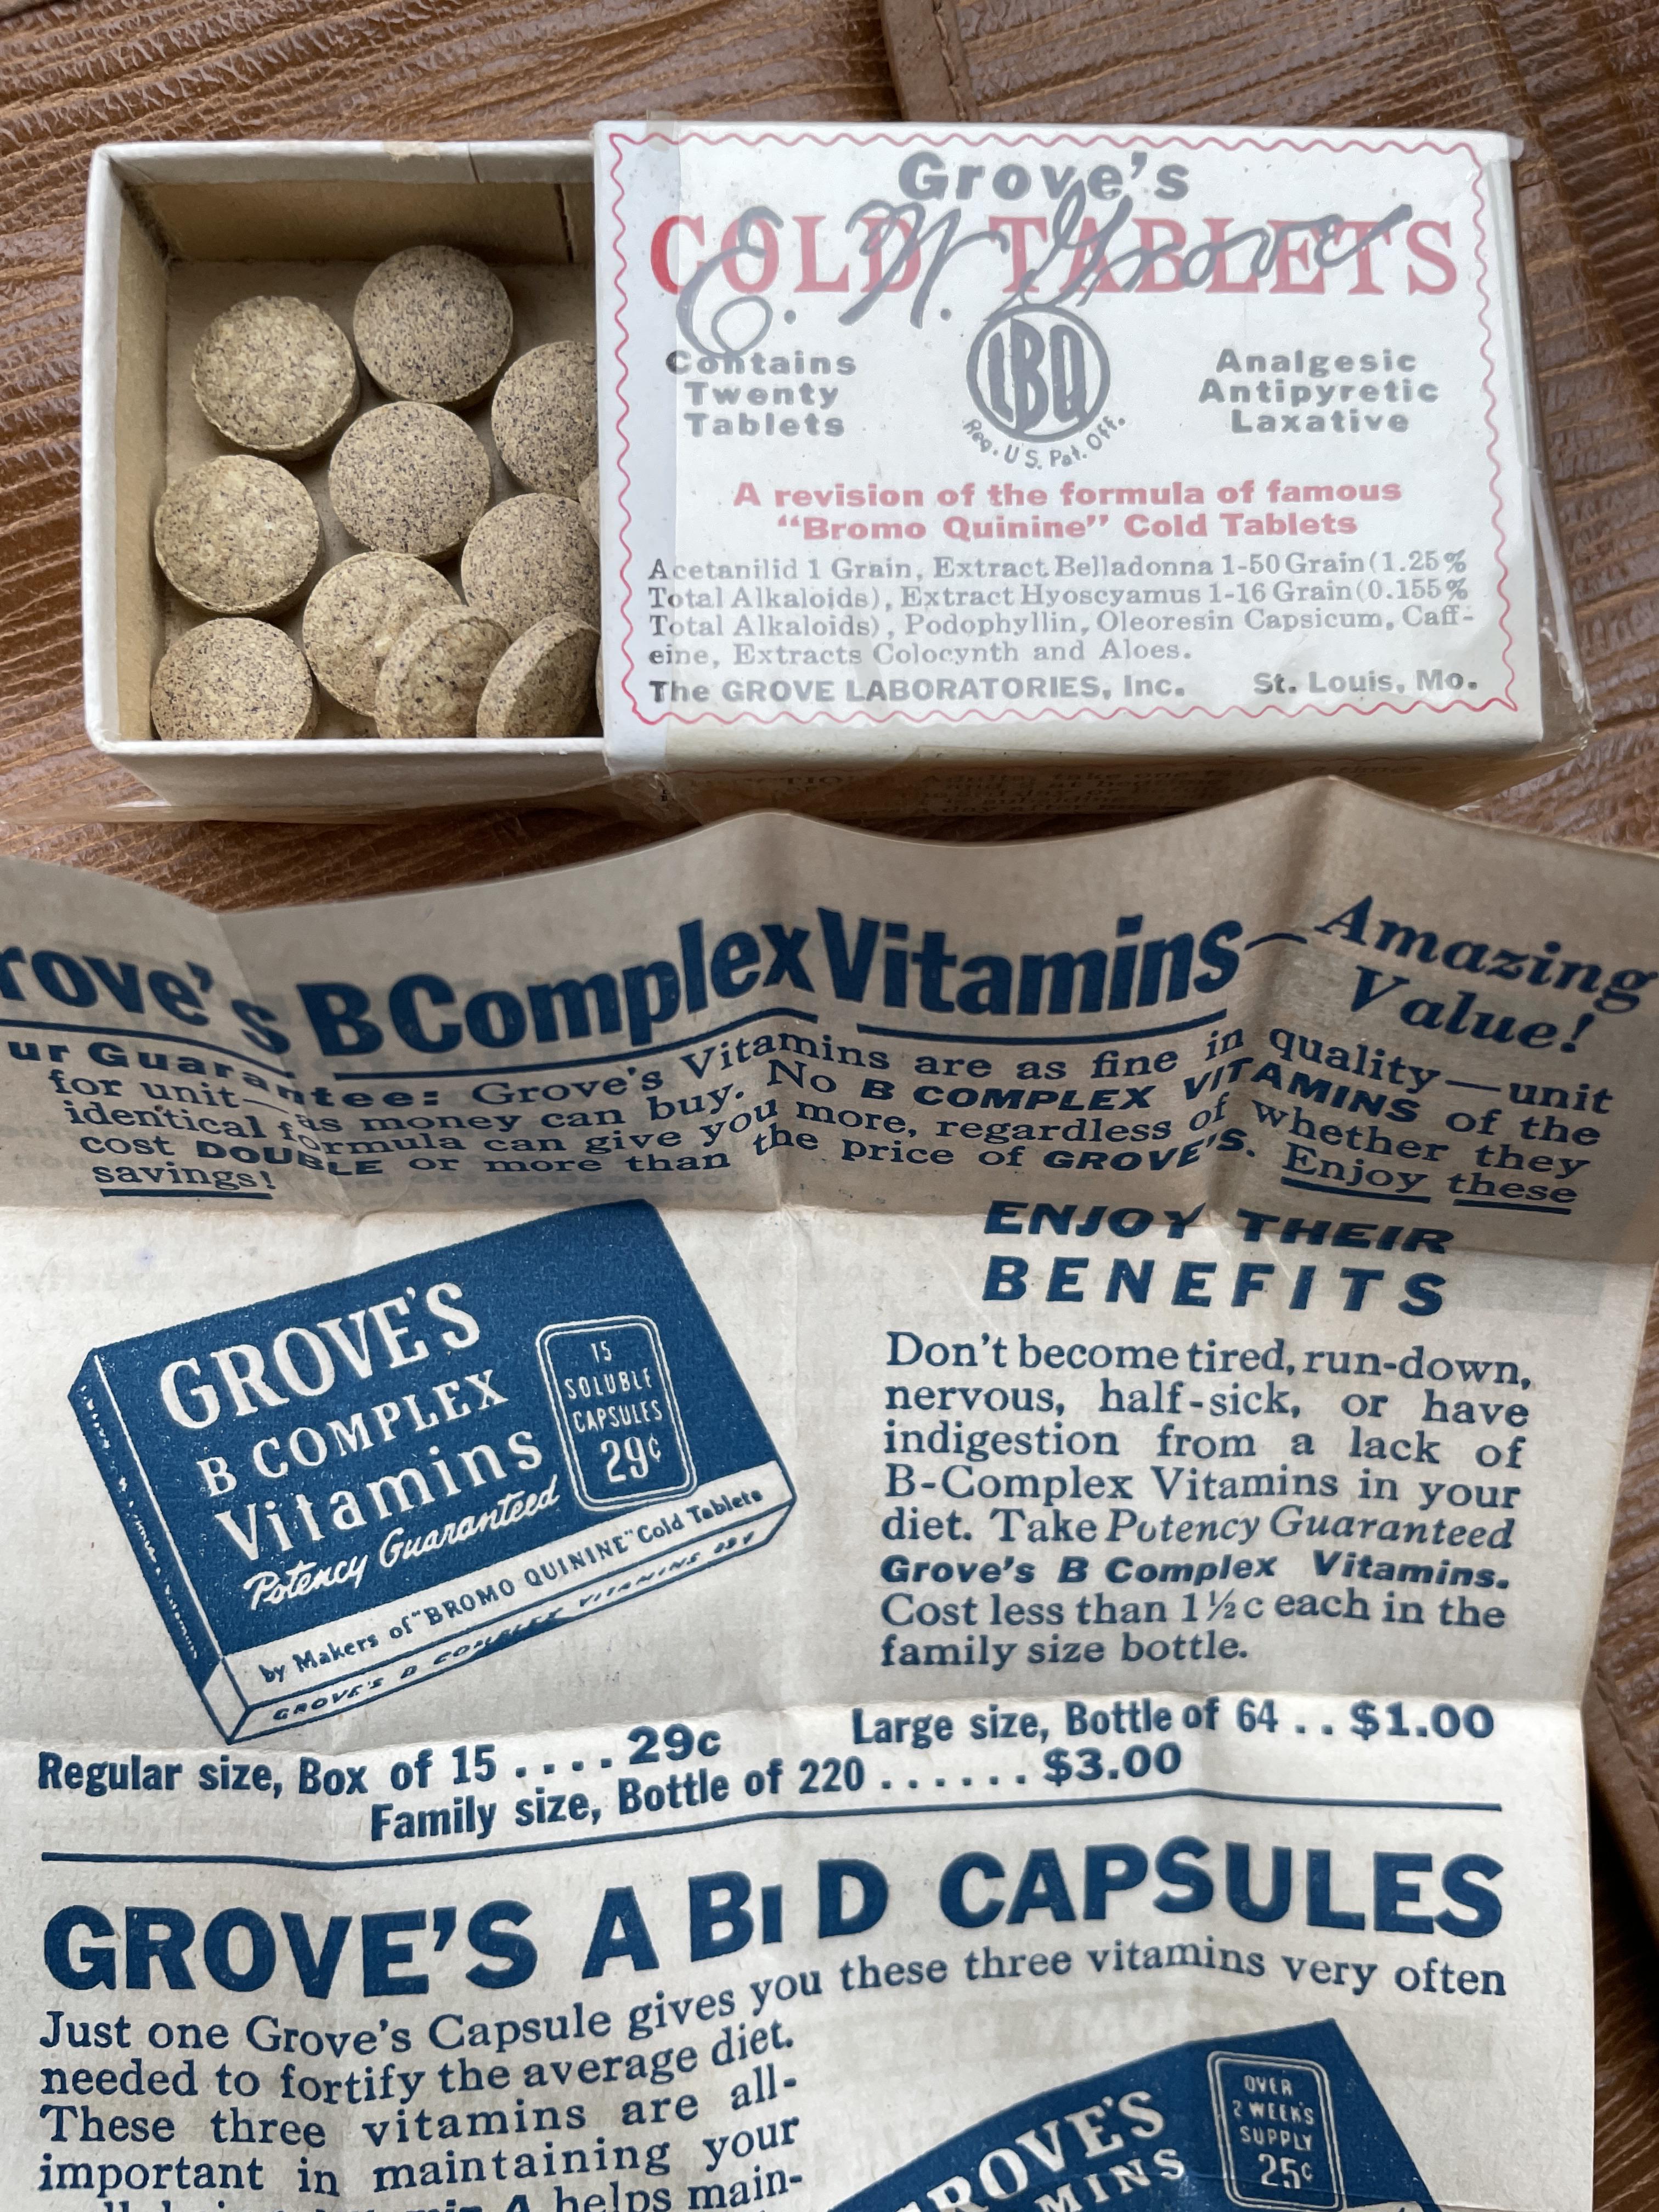 Grove's
COLD TABLETS
E. W. Grove
Contains
Twenty
Tablets
LBQ
Reg. U.S. Pat. Off.
Analgesic
Antipyretic
Laxative
A revision of the formula of famous
“Bromo Quinine” Cold Tablets
Acetanilid 1 Grain, Extract Belladonna 1-50 Grain (1.25%
Total Alkaloids), Extract Hyoscyamus 1-16 Grain (0.155%
Total Alkaloids), Podophyllin, Oleoresin Capsicum, Caff-
eine, Extracts Colocynth and Aloes.
The GROVE LABORATORIES, Inc. St. Louis, Mo.
rove's B Complex Vitamins— Amazing
Value!
ur Guarantee: Grove's Vitamins are as fine in quality—unit
for unit—as money can buy. No B COMPLEX VITAMINS of the
identical formula can give you more, regardless of whether they
cost DOUBLE or more than the price of GROVE'S. Enjoy these
savings!
GROVE'S
B COMPLEX
Vitamins
Potency Guaranteed
15
SOLUBLE
CAPSULES
29¢
by Makers of "BROMO QUININE" Cold Tablets
GROVE'S B COMPLEX VITAMINS
ENJOY THEIR
BENEFITS
Don't become tired, run-down,
nervous, half-sick, or have
indigestion from a lack of
B-Complex Vitamins in your
diet. Take Potency Guaranteed
Grove's B Complex Vitamins.
Cost less than 1½c each in the
family size bottle.
Regular size, Box of 15 .... 29c Large size, Bottle of 64 .. $1.00
Family size, Bottle of 220 ...... $3.00
GROVE'S A B1 D CAPSULES
Just one Grove's Capsule gives you these three vitamins very often
needed to fortify the average diet.
These three vitamins are all-
important in maintaining your
A helps main-
ROVE'S
MINS
OVER
2 WEEK'S
SUPPLY
25¢